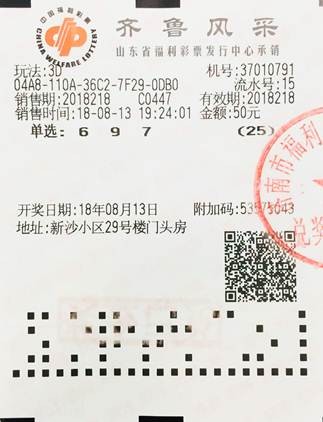 中国福利彩票
CHINA WELFARE LOTTERY
齐鲁风采
山东省福利彩票发行中心承销
玩法:3D 机号:37010791
04A8-110A-36C2-7F29-0DB0 流水号:15
销售期:2018218 C0447 有效期:2018218
销售时间:18-08-13 19:24:01 金额:50元
单选: 6 9 7 (25)
济南市福利
兑奖
开奖日期:18年08月13日 附加码:53575043
地址:新沙小区29号楼门头房